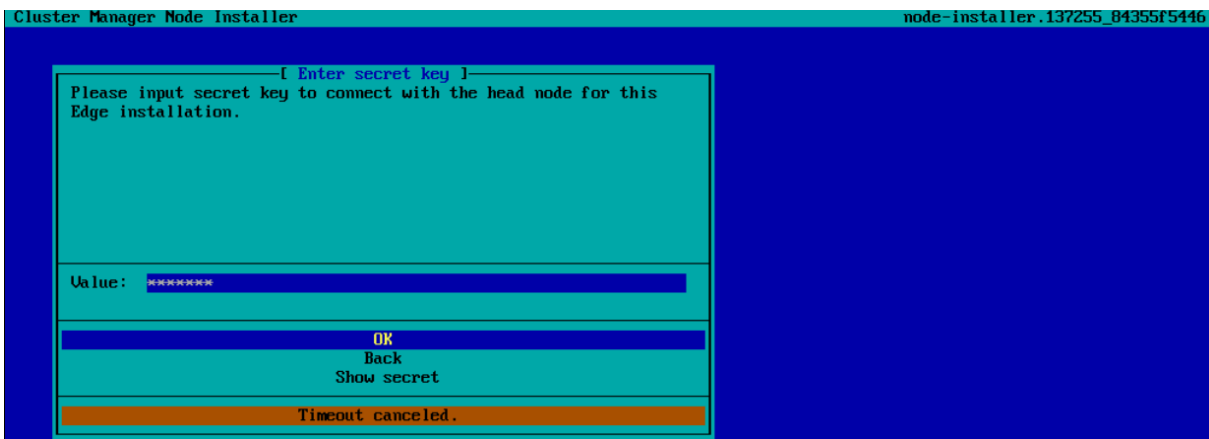 Cluster Manager Node Installer node-installer.137255_84355f5446
[ Enter secret key ]
Please input secret key to connect with the head node for this
Edge installation.
Value: *******
OK
Back
Show secret
Timeout canceled.